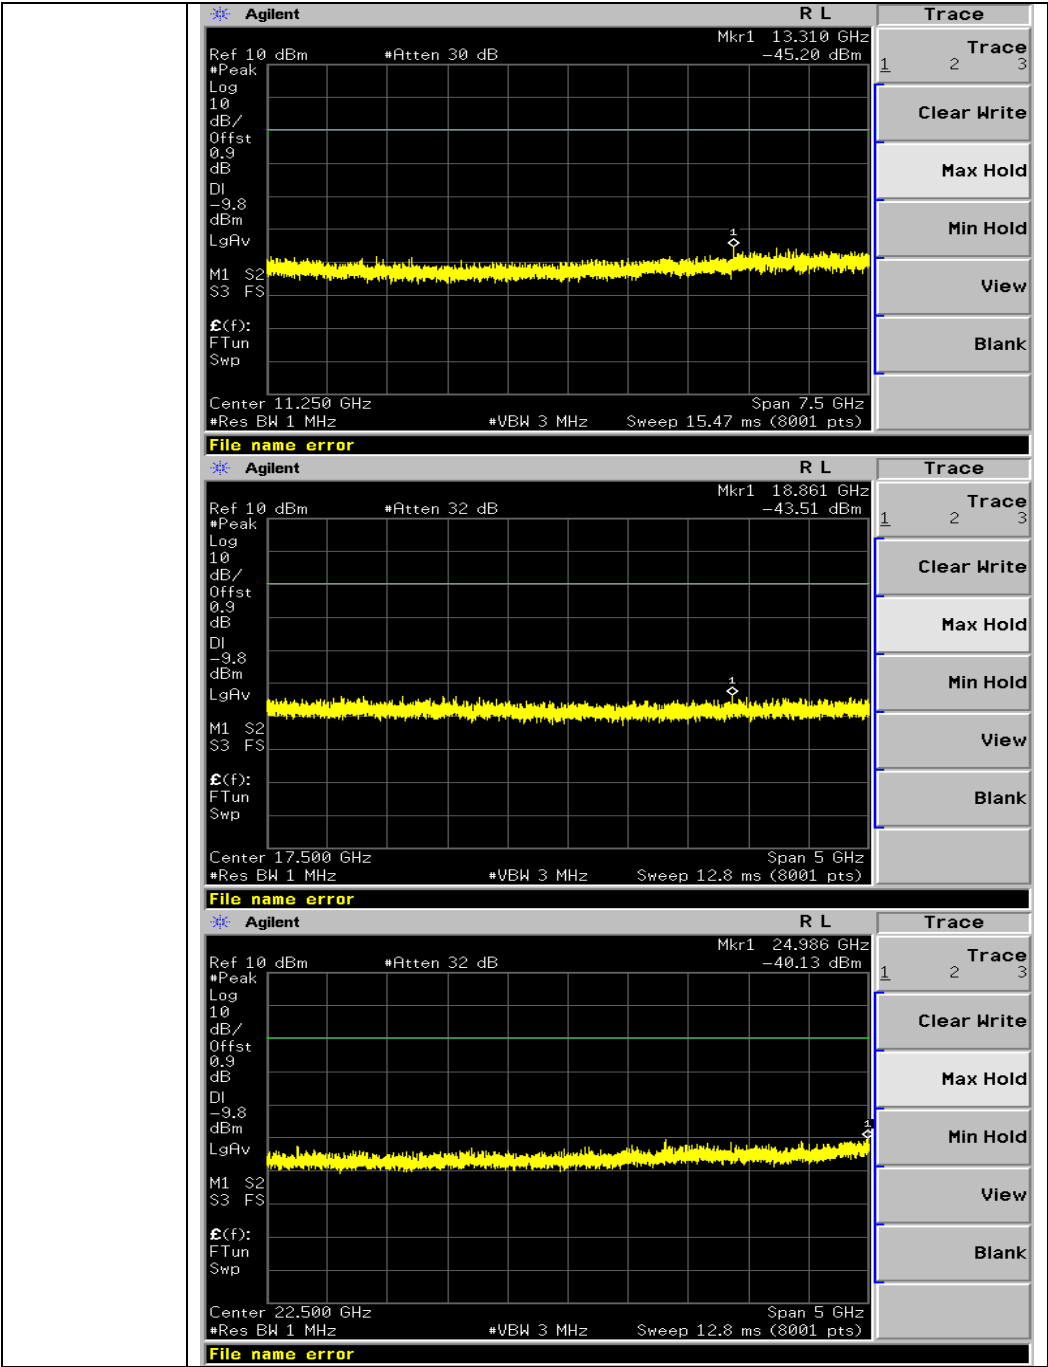 Agilent R L Trace
Mkr1 13.310 GHz
Ref 10 dBm #Atten 30 dB -45.20 dBm
Trace
1 2 3
#Peak
Log
10
dB/
Offst
0.9
dB
DI
-9.8
dBm
LgAv
1
M1 S2
S3 FS
£(f):
FTun
Swp
Center 11.250 GHz Span 7.5 GHz
#Res BW 1 MHz #VBW 3 MHz Sweep 15.47 ms (8001 pts)
Clear Write
Max Hold
Min Hold
View
Blank
File name error
Agilent R L Trace
Mkr1 18.861 GHz
Ref 10 dBm #Atten 32 dB -43.51 dBm
Trace
1 2 3
#Peak
Log
10
dB/
Offst
0.9
dB
DI
-9.8
dBm
LgAv
1
M1 S2
S3 FS
£(f):
FTun
Swp
Center 17.500 GHz Span 5 GHz
#Res BW 1 MHz #VBW 3 MHz Sweep 12.8 ms (8001 pts)
Clear Write
Max Hold
Min Hold
View
Blank
File name error
Agilent R L Trace
Mkr1 24.986 GHz
Ref 10 dBm #Atten 32 dB -40.13 dBm
Trace
1 2 3
#Peak
Log
10
dB/
Offst
0.9
dB
DI
-9.8
dBm
LgAv
1
M1 S2
S3 FS
£(f):
FTun
Swp
Center 22.500 GHz Span 5 GHz
#Res BW 1 MHz #VBW 3 MHz Sweep 12.8 ms (8001 pts)
Clear Write
Max Hold
Min Hold
View
Blank
File name error